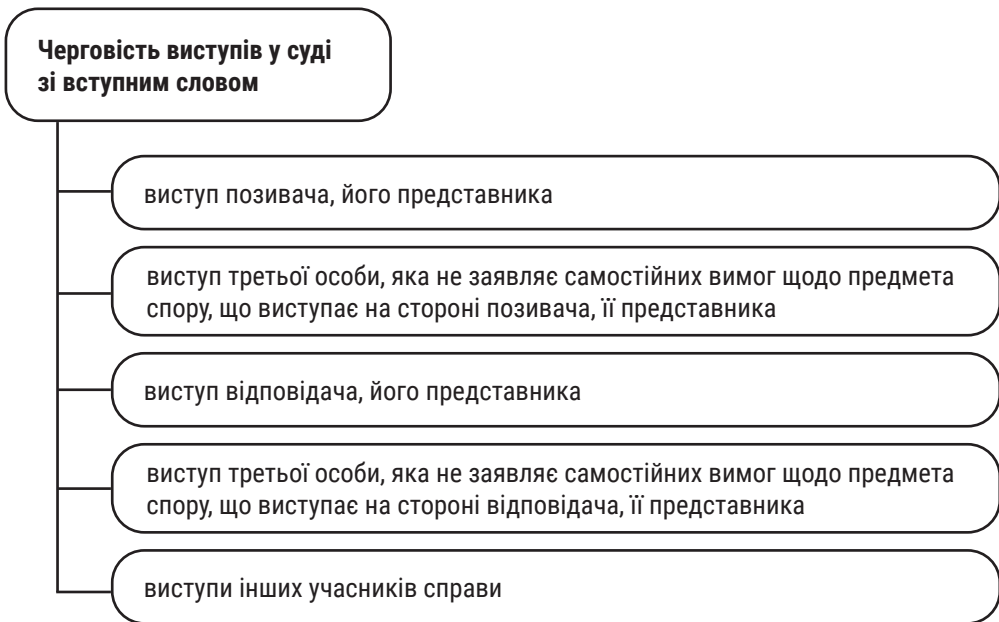 Черговість виступів у суді
зі вступним словом
виступ позивача, його представника
виступ третьої особи, яка не заявляє самостійних вимог щодо предмета
спору, що виступає на стороні позивача, її представника
виступ відповідача, його представника
виступ третьої особи, яка не заявляє самостійних вимог щодо предмета
спору, що виступає на стороні відповідача, її представника
виступи інших учасників справи